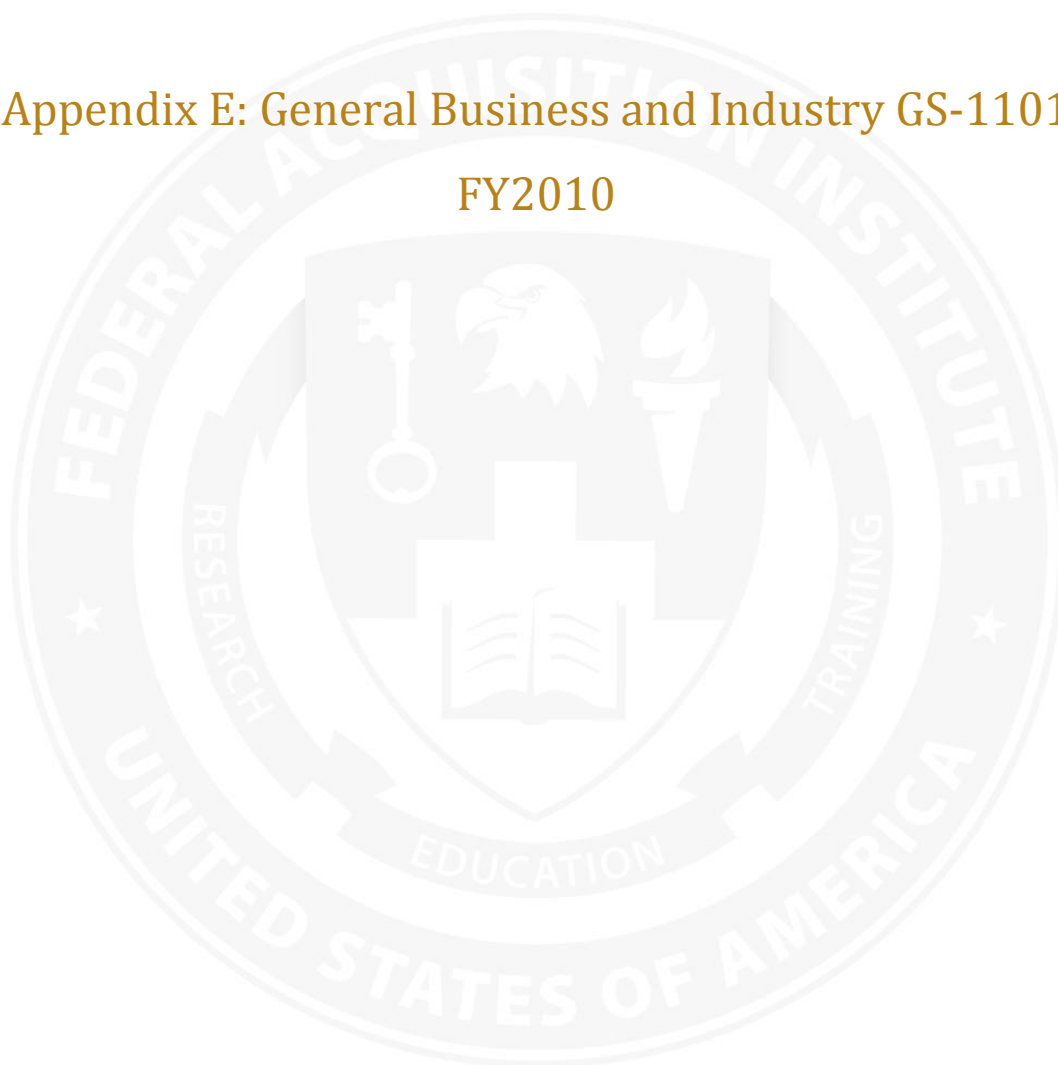 Appendix E: General Business and Industry GS-1101
FY2010
FEDERAL ACQUISITION INSTITUTE
RESEARCH
TRAINING
EDUCATION
UNITED STATES OF AMERICA